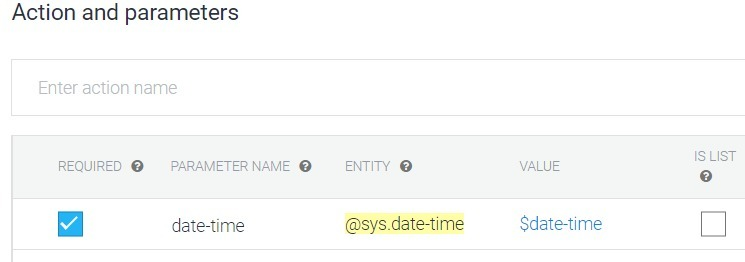 Action and parameters
Enter action name
REQUIRED PARAMETER NAME ENTITY VALUE IS LIST
date-time @sys.date-time $date-time